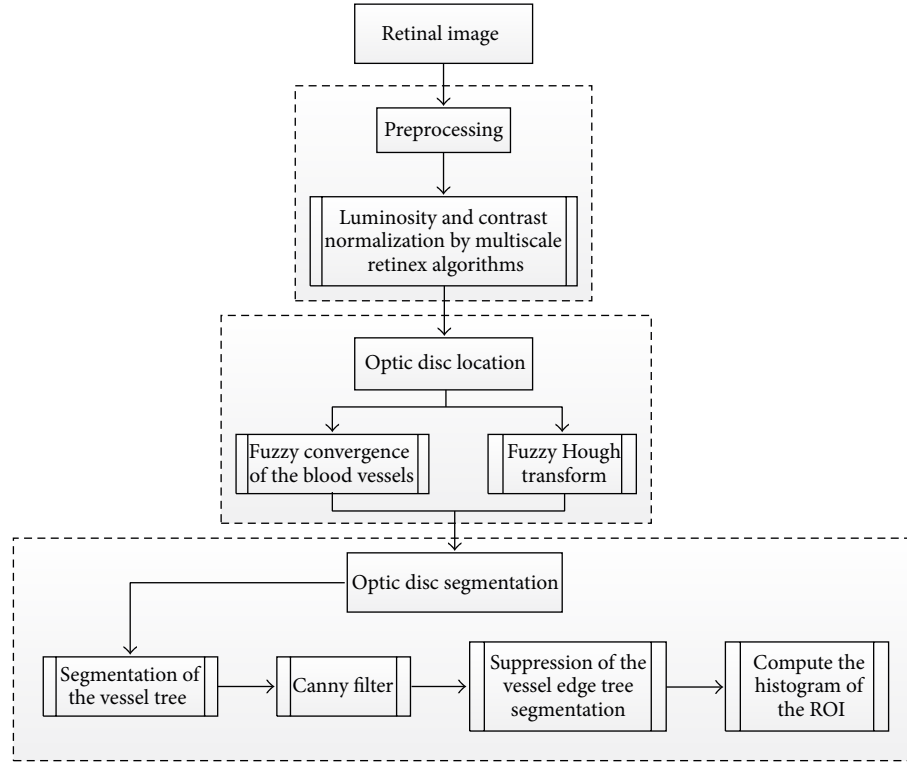 Retinal image
Preprocessing
Luminosity and contrast
normalization by multiscale
retinex algorithms
Optic disc location
Fuzzy convergence
of the blood vessels
Fuzzy Hough
transform
Optic disc segmentation
Segmentation of
the vessel tree
Canny filter
Suppression of the
vessel edge tree
segmentation
Compute the
histogram of
the ROI